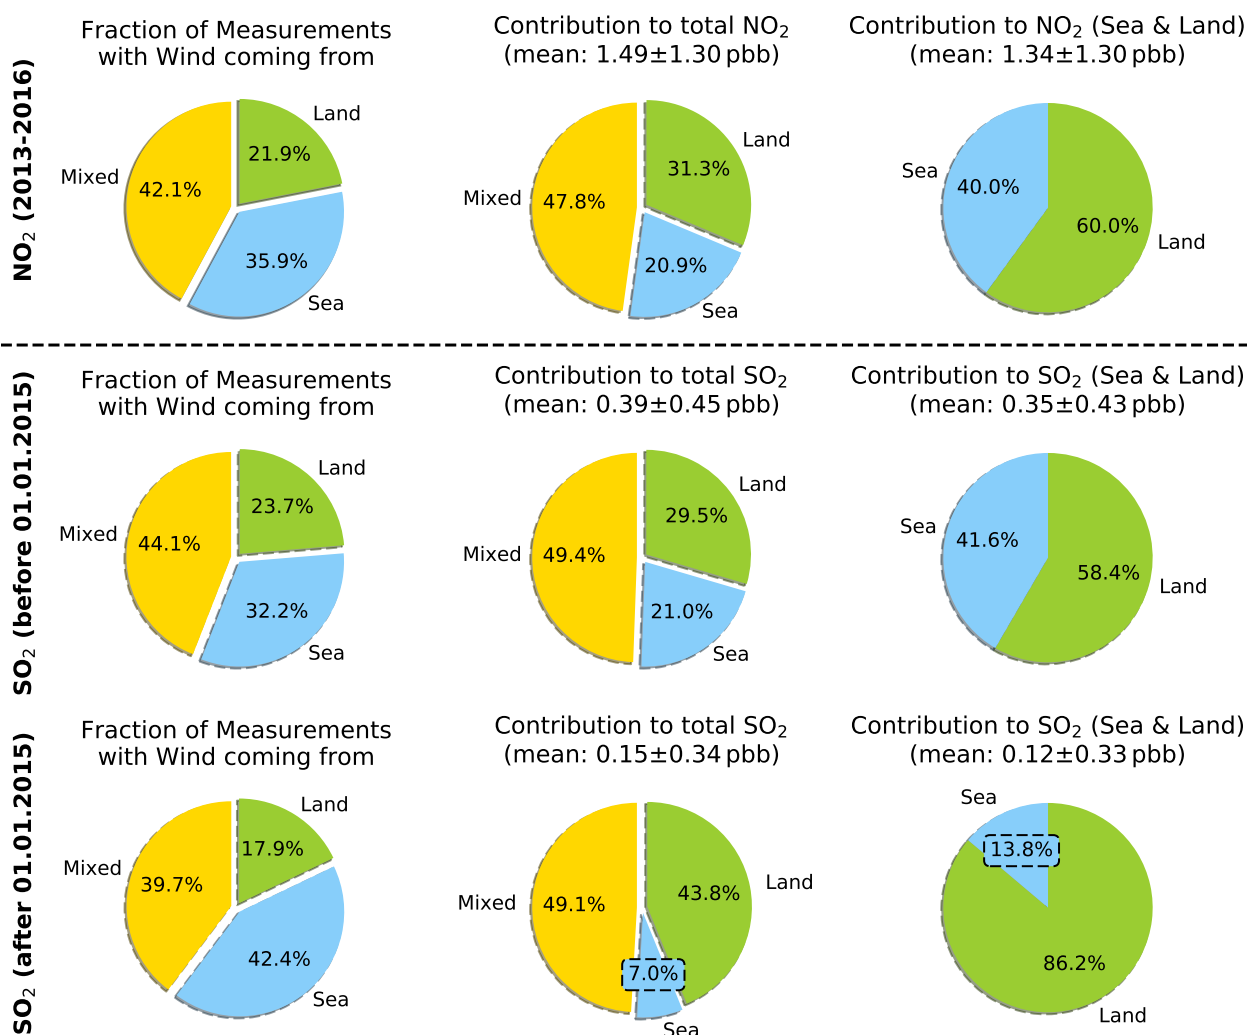 NO₂ (2013-2016)
Fraction of Measurements
with Wind coming from
Land
21.9%
Mixed
42.1%
35.9%
Sea
Contribution to total NO₂
(mean: 1.49±1.30 pbb)
Land
31.3%
Mixed
47.8%
20.9%
Sea
Contribution to NO₂ (Sea & Land)
(mean: 1.34±1.30 pbb)
Sea
40.0%
60.0%
Land
SO₂ (before 01.01.2015)
Fraction of Measurements
with Wind coming from
Land
23.7%
Mixed
44.1%
32.2%
Sea
Contribution to total SO₂
(mean: 0.39±0.45 pbb)
Land
29.5%
Mixed
49.4%
21.0%
Sea
Contribution to SO₂ (Sea & Land)
(mean: 0.35±0.43 pbb)
Sea
41.6%
58.4%
Land
SO₂ (after 01.01.2015)
Fraction of Measurements
with Wind coming from
Land
17.9%
Mixed
39.7%
42.4%
Sea
Contribution to total SO₂
(mean: 0.15±0.34 pbb)
Land
43.8%
Mixed
49.1%
7.0%
Sea
Contribution to SO₂ (Sea & Land)
(mean: 0.12±0.33 pbb)
Sea
13.8%
86.2%
Land